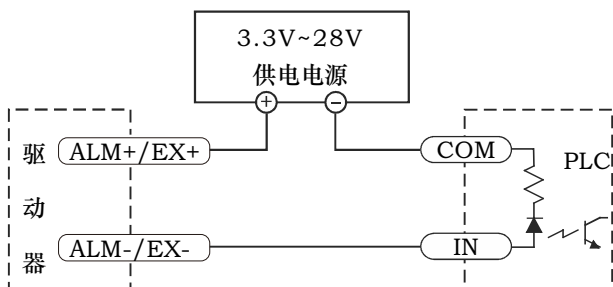 3.3V~28V
供电电源
+ −
驱动器
ALM+/EX+
COM
PLC
ALM-/EX-
IN